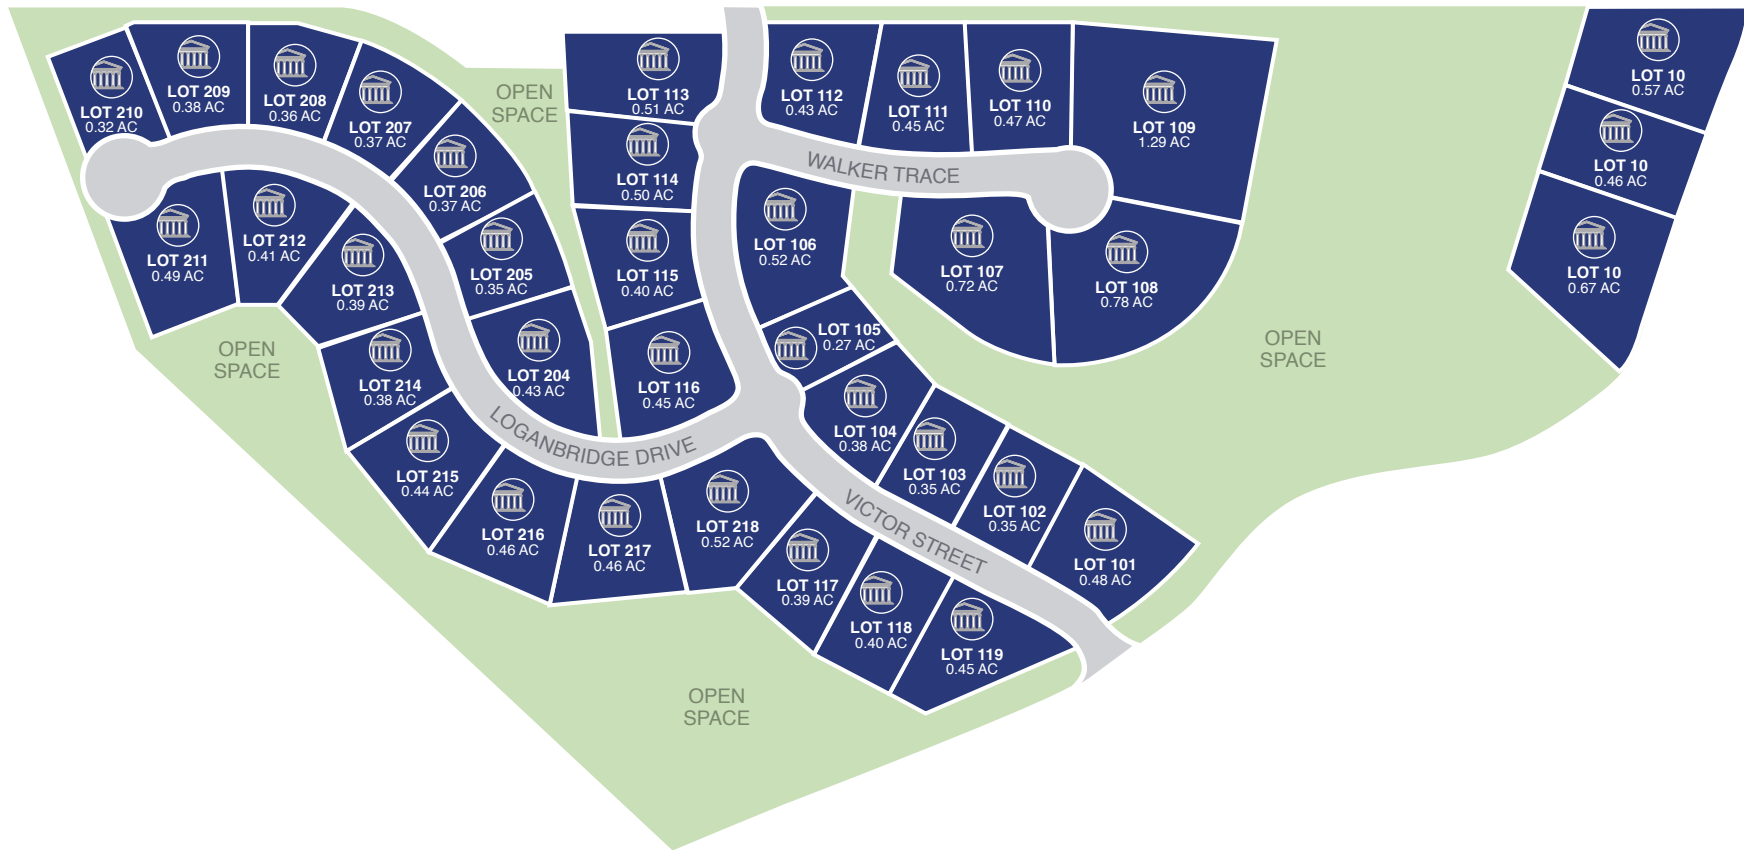 LOT 210
0.32 AC
LOT 209
0.38 AC
LOT 208
0.36 AC
LOT 207
0.37 AC
LOT 206
0.37 AC
LOT 205
0.35 AC
LOT 204
0.43 AC
LOT 211
0.49 AC
LOT 212
0.41 AC
LOT 213
0.39 AC
LOT 214
0.38 AC
LOT 215
0.44 AC
LOT 216
0.46 AC
LOT 217
0.46 AC
LOT 218
0.52 AC
OPEN
SPACE
OPEN
SPACE
LOT 113
0.51 AC
LOT 114
0.50 AC
LOT 115
0.40 AC
LOT 116
0.45 AC
LOGANBRIDGE DRIVE
LOT 112
0.43 AC
LOT 111
0.45 AC
LOT 110
0.47 AC
LOT 109
1.29 AC
WALKER TRACE
LOT 106
0.52 AC
LOT 107
0.72 AC
LOT 108
0.78 AC
LOT 105
0.27 AC
LOT 104
0.38 AC
LOT 103
0.35 AC
LOT 102
0.35 AC
LOT 101
0.48 AC
VICTOR STREET
LOT 117
0.39 AC
LOT 118
0.40 AC
LOT 119
0.45 AC
OPEN
SPACE
OPEN
SPACE
LOT 10
0.57 AC
LOT 10
0.46 AC
LOT 10
0.67 AC